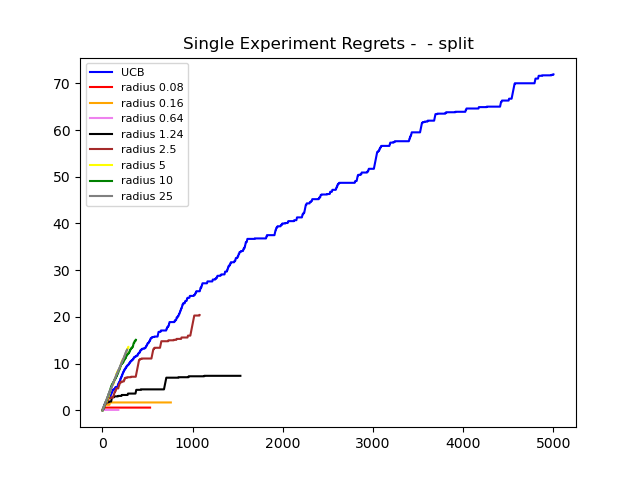 Single Experiment Regrets -  - split
UCB
radius 0.08
radius 0.16
radius 0.64
radius 1.24
radius 2.5
radius 5
radius 10
radius 25
70
60
50
40
30
20
10
0
0 1000 2000 3000 4000 5000